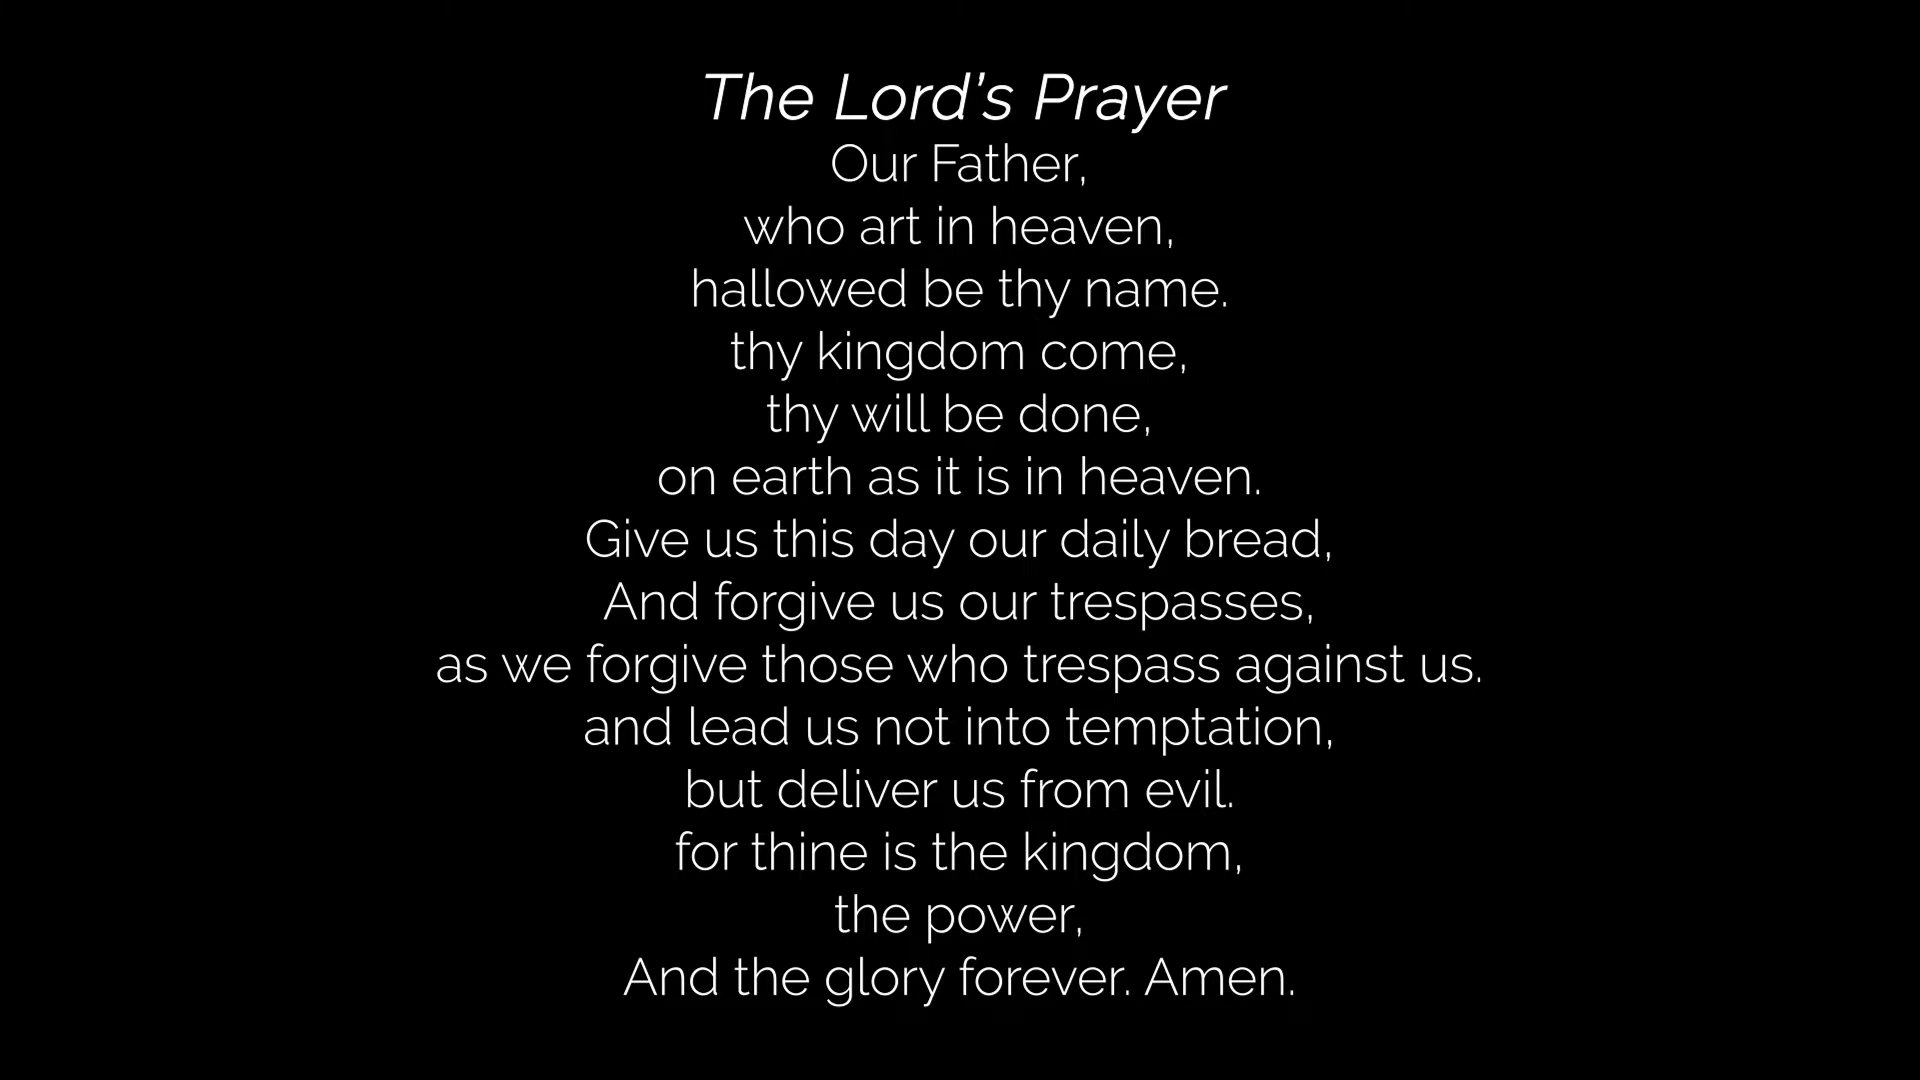 The Lord's Prayer
Our Father,
who art in heaven,
hallowed be thy name.
thy kingdom come,
thy will be done,
on earth as it is in heaven.
Give us this day our daily bread,
And forgive us our trespasses,
as we forgive those who trespass against us.
and lead us not into temptation,
but deliver us from evil.
for thine is the kingdom,
the power,
And the glory forever. Amen.